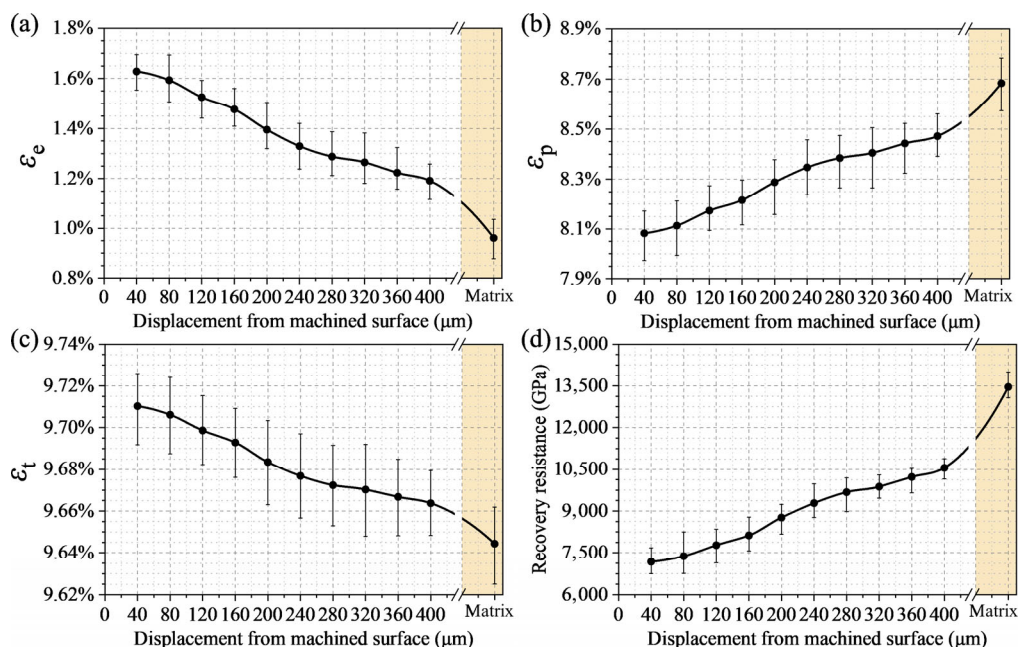 (a)
1.8%
1.6%
1.4%
1.2%
1.0%
0.8%
εe
0 40 80 120 160 200 240 280 320 360 400 Matrix
Displacement from machined surface (μm)
(b)
8.9%
8.7%
8.5%
8.3%
8.1%
7.9%
εp
0 40 80 120 160 200 240 280 320 360 400 Matrix
Displacement from machined surface (μm)
(c)
9.74%
9.72%
9.70%
9.68%
9.66%
9.64%
9.62%
εt
0 40 80 120 160 200 240 280 320 360 400 Matrix
Displacement from machined surface (μm)
(d)
15,000
13,500
12,000
10,500
9,000
7,500
6,000
Recovery resistance (GPa)
0 40 80 120 160 200 240 280 320 360 400 Matrix
Displacement from machined surface (μm)